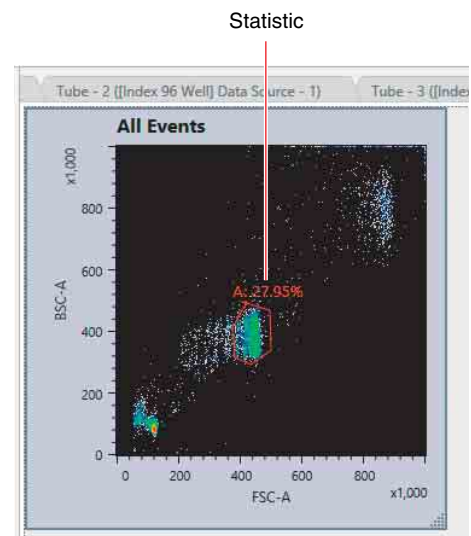 Statistic
Tube - 2 ([Index 96 Well] Data Source - 1)
Tube - 3 ([Index
All Events
x1,000
800
600
400
200
0
BSC-A
A: 27.95%
0 200 400 600 800
FSC-A
x1,000